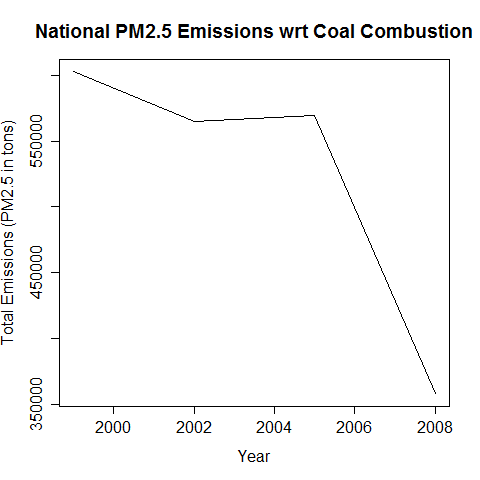 National PM2.5 Emissions wrt Coal Combustion
Total Emissions (PM2.5 in tons)
550000
450000
350000
2000 2002 2004 2006 2008
Year